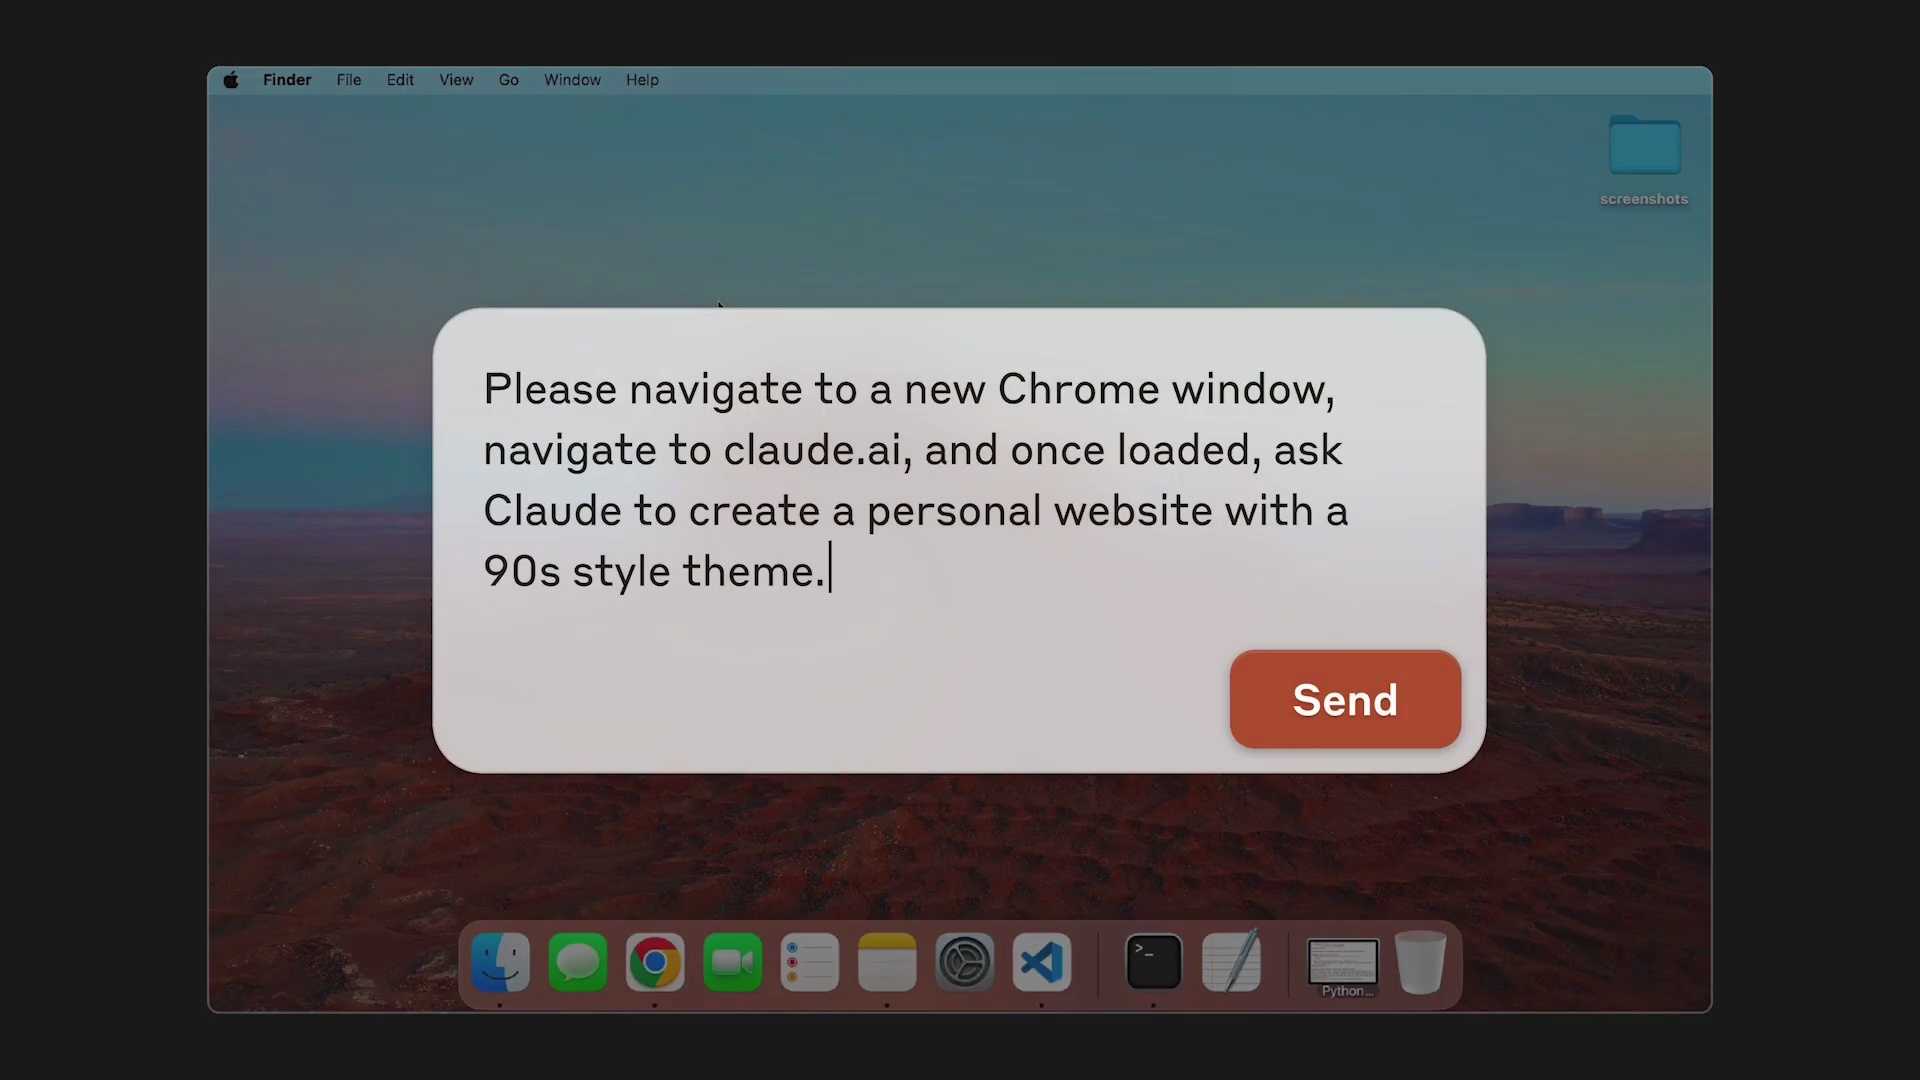 Finder File Edit View Go Window Help
screenshots
Please navigate to a new Chrome window,
navigate to claude.ai, and once loaded, ask
Claude to create a personal website with a
90s style theme.
Send
>_
Python...